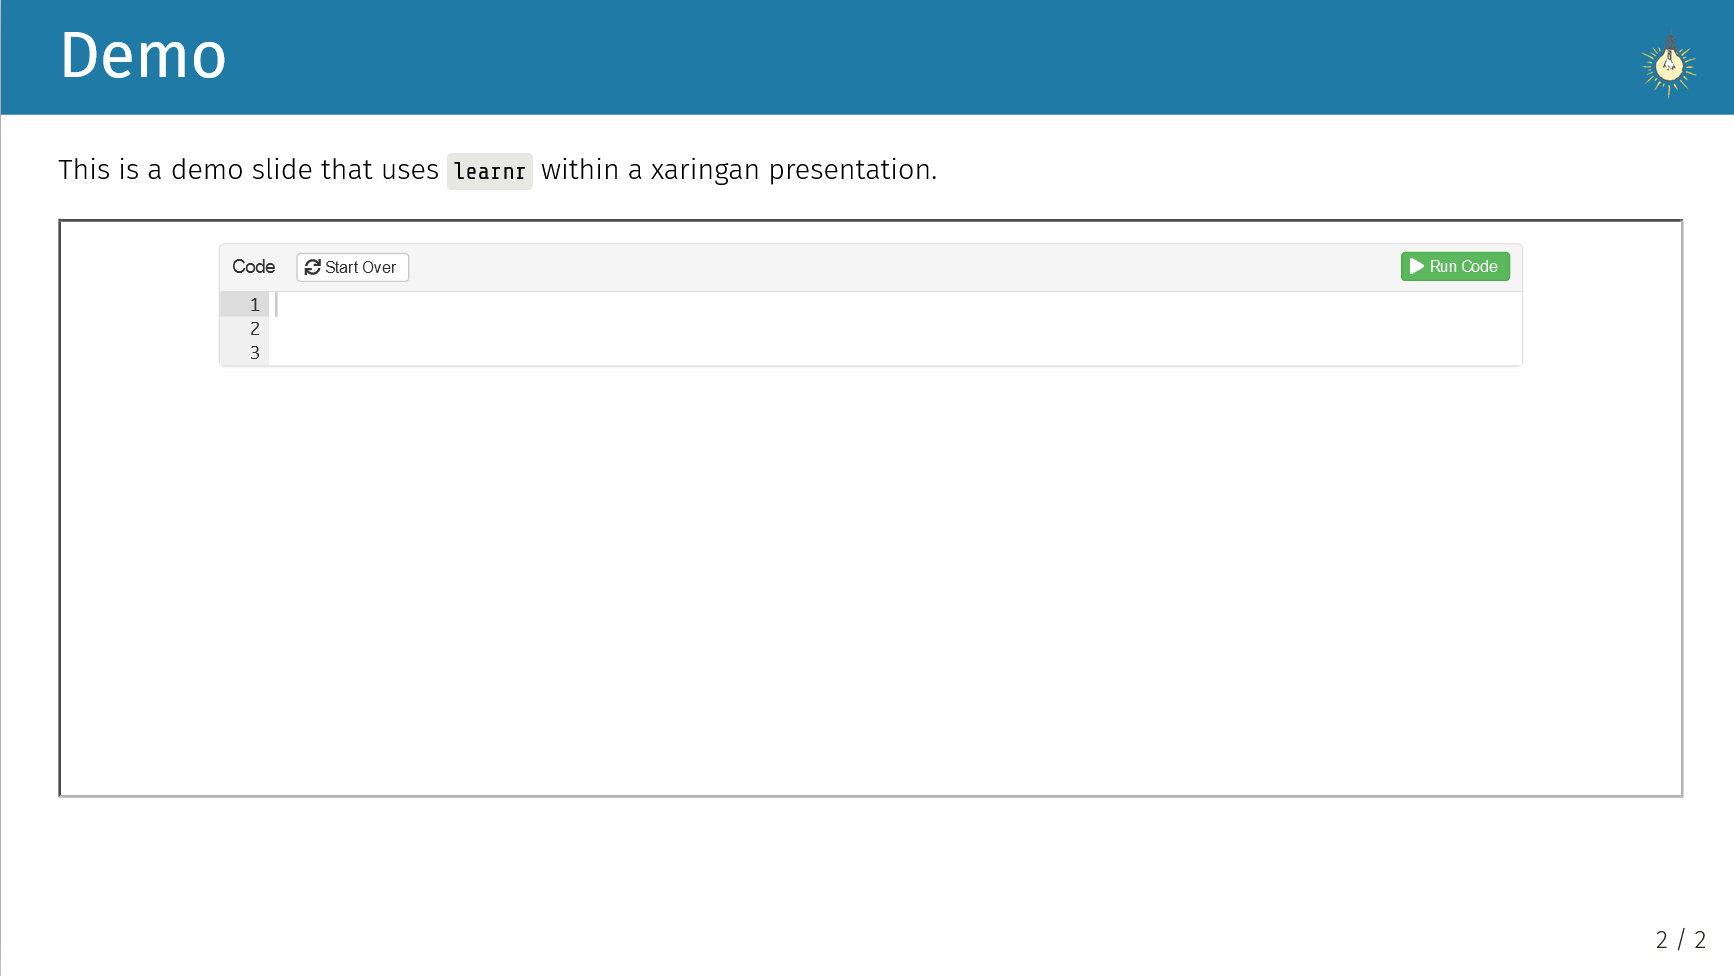 Demo
This is a demo slide that uses learnr within a xaringan presentation.
Code Start Over Run Code
1
2
3
2 / 2